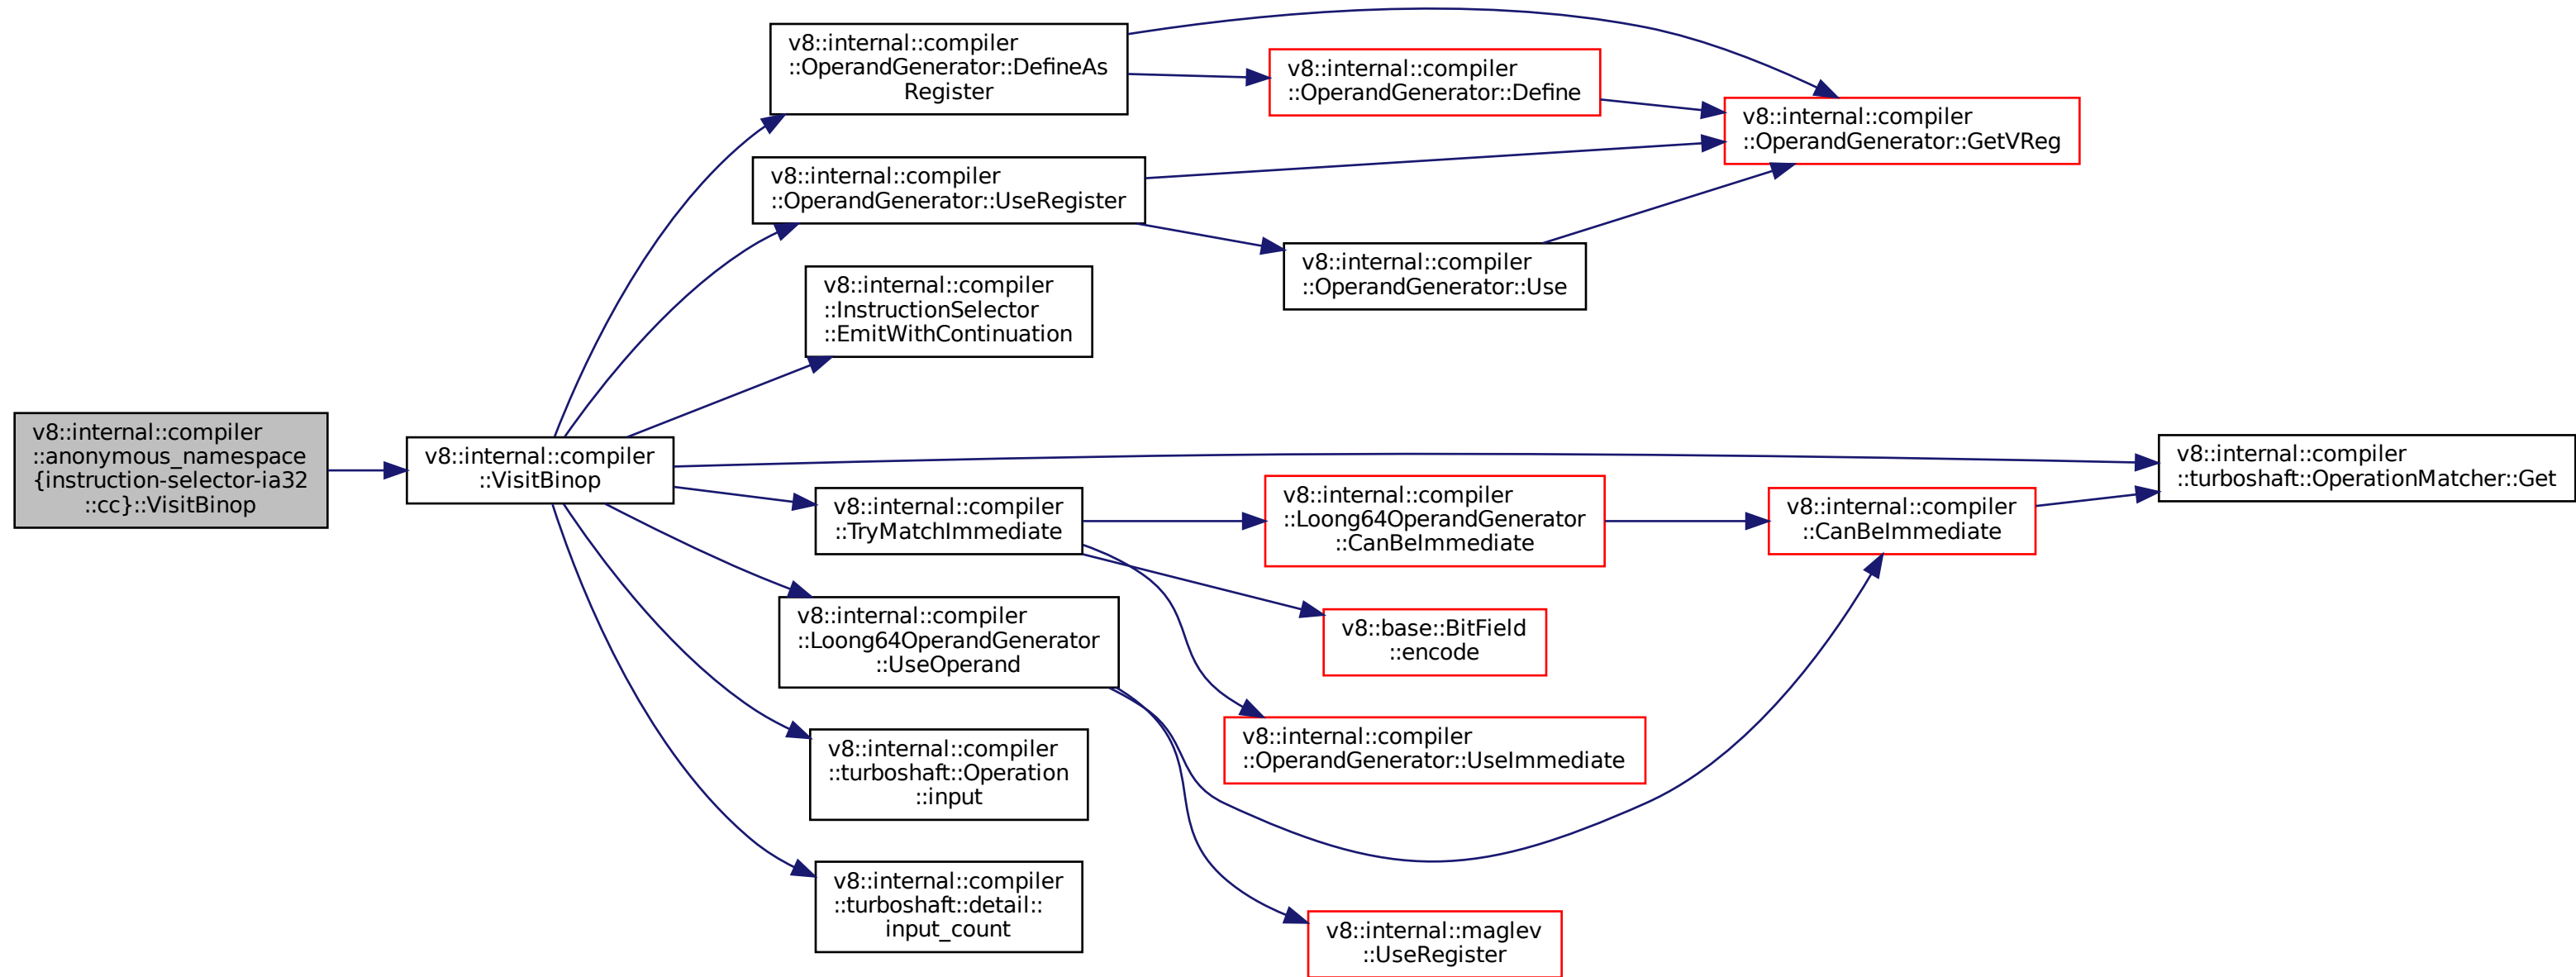 v8::internal::compiler
::anonymous_namespace
{instruction-selector-ia32
::cc}::VisitBinop
v8::internal::compiler
::VisitBinop
v8::internal::compiler
::OperandGenerator::DefineAs
Register
v8::internal::compiler
::OperandGenerator::UseRegister
v8::internal::compiler
::InstructionSelector
::EmitWithContinuation
v8::internal::compiler
::TryMatchImmediate
v8::internal::compiler
::Loong64OperandGenerator
::UseOperand
v8::internal::compiler
::turboshaft::Operation
::input
v8::internal::compiler
::turboshaft::detail::
input_count
v8::internal::compiler
::OperandGenerator::Define
v8::internal::compiler
::OperandGenerator::Use
v8::internal::compiler
::Loong64OperandGenerator
::CanBeImmediate
v8::base::BitField
::encode
v8::internal::compiler
::OperandGenerator::UseImmediate
v8::internal::maglev
::UseRegister
v8::internal::compiler
::OperandGenerator::GetVReg
v8::internal::compiler
::CanBeImmediate
v8::internal::compiler
::turboshaft::OperationMatcher::Get